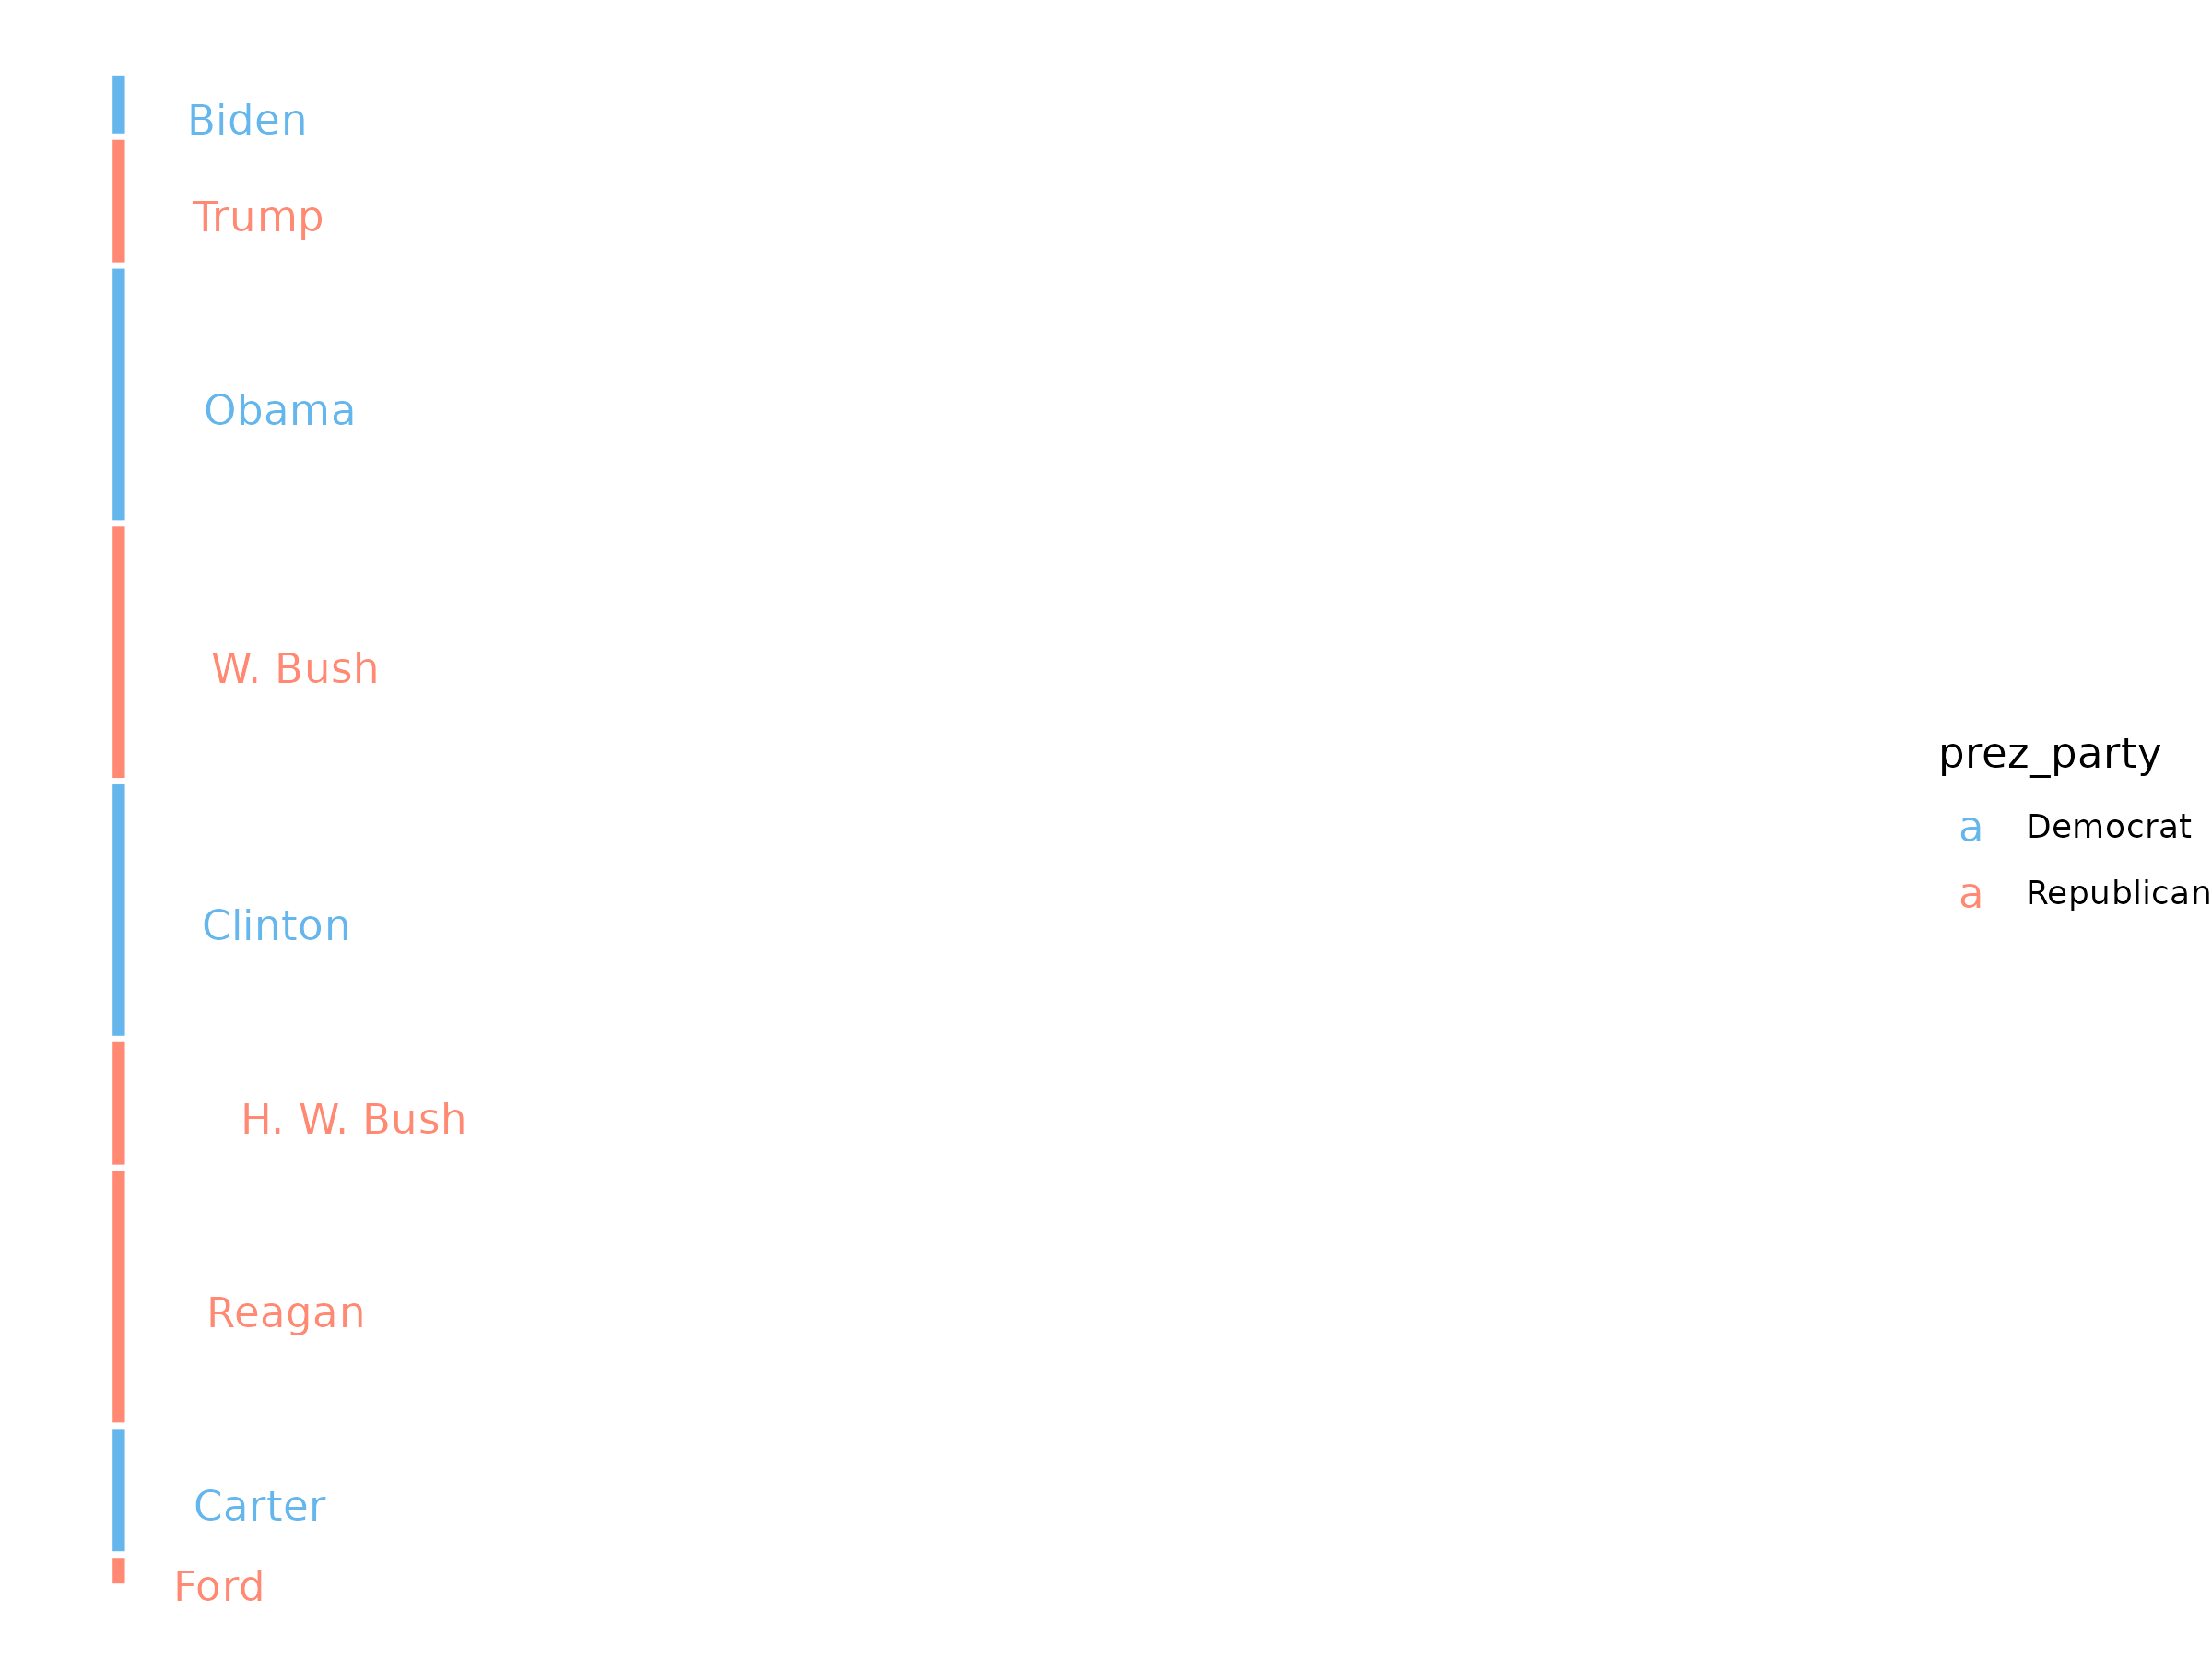 Biden
Trump
Obama
W. Bush
Clinton
H. W. Bush
Reagan
Carter
Ford
prez_party
a Democrat
a Republican